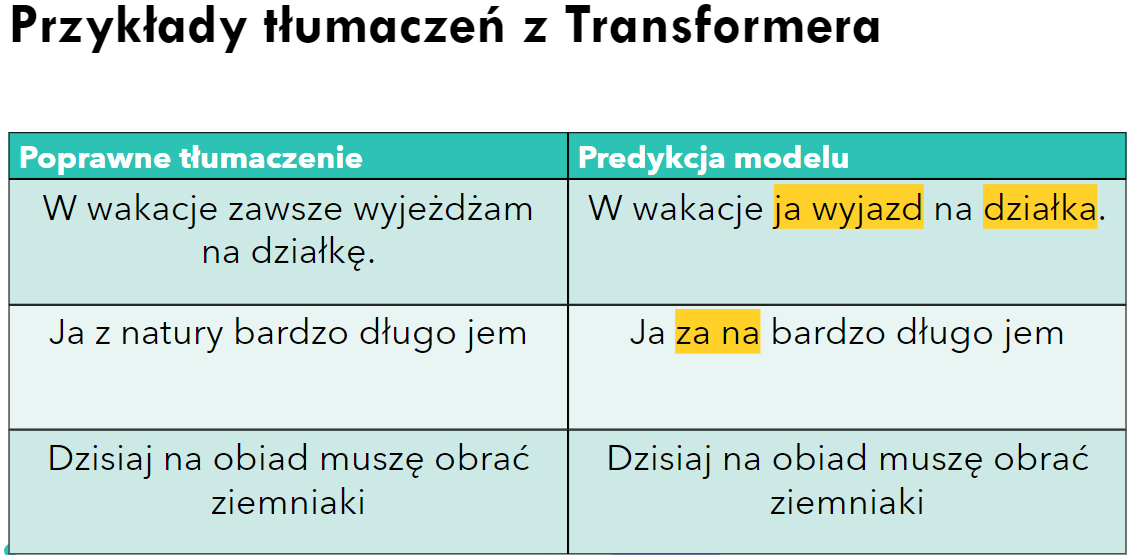 Przykłady tłumaczeń z Transformera
Poprawne tłumaczenie
Predykcja modelu
W wakacje zawsze wyjeżdżam
na działkę.
W wakacje ja wyjazd na działka.
Ja z natury bardzo długo jem
Ja za na bardzo długo jem
Dzisiaj na obiad muszę obrać
ziemniaki
Dzisiaj na obiad muszę obrać
ziemniaki